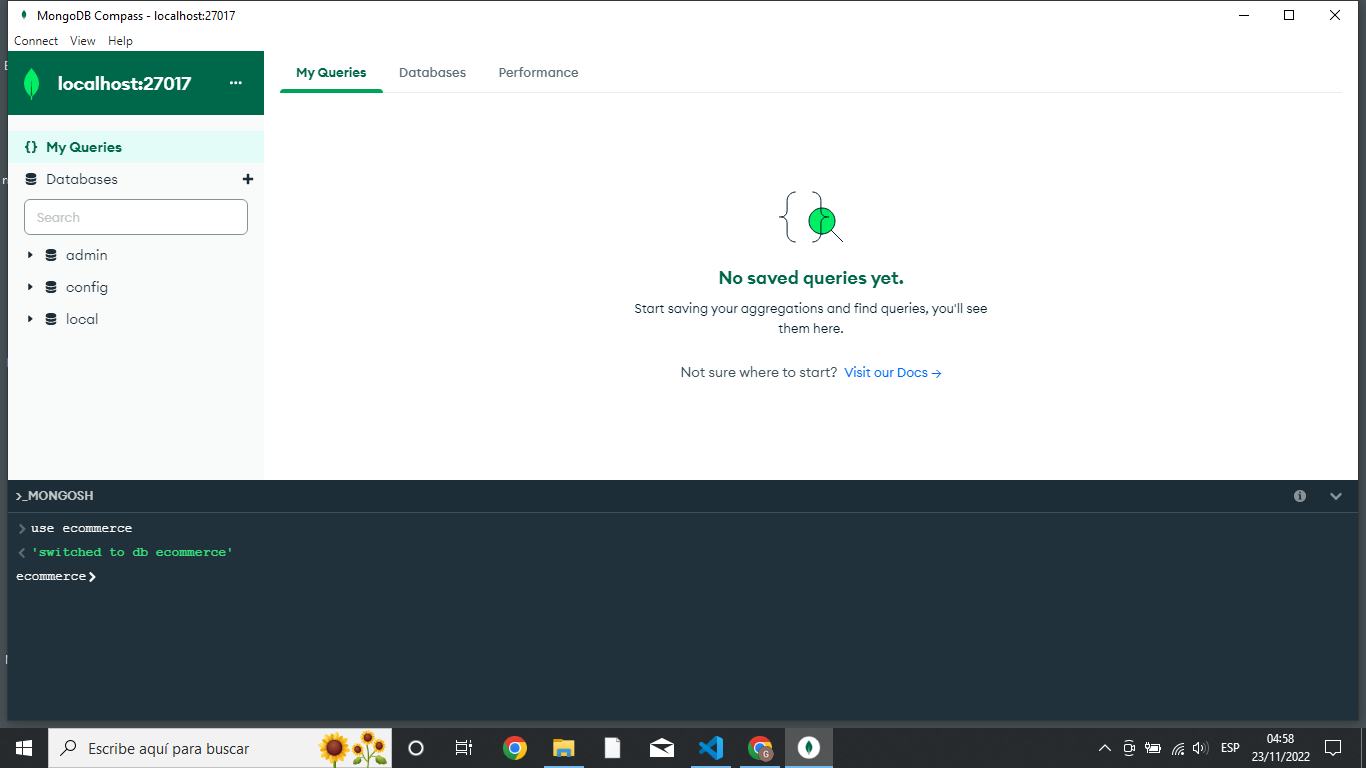 MongoDB Compass - localhost:27017
Connect View Help
localhost:27017 ...
My Queries Databases Performance
{} My Queries
Databases +
Search
admin
config
local
No saved queries yet.
Start saving your aggregations and find queries, you'll see
them here.
Not sure where to start? Visit our Docs →
>_MONGOSH
> use ecommerce
< 'switched to db ecommerce'
ecommerce>
Escribe aquí para buscar
G
ESP
04:58
23/11/2022